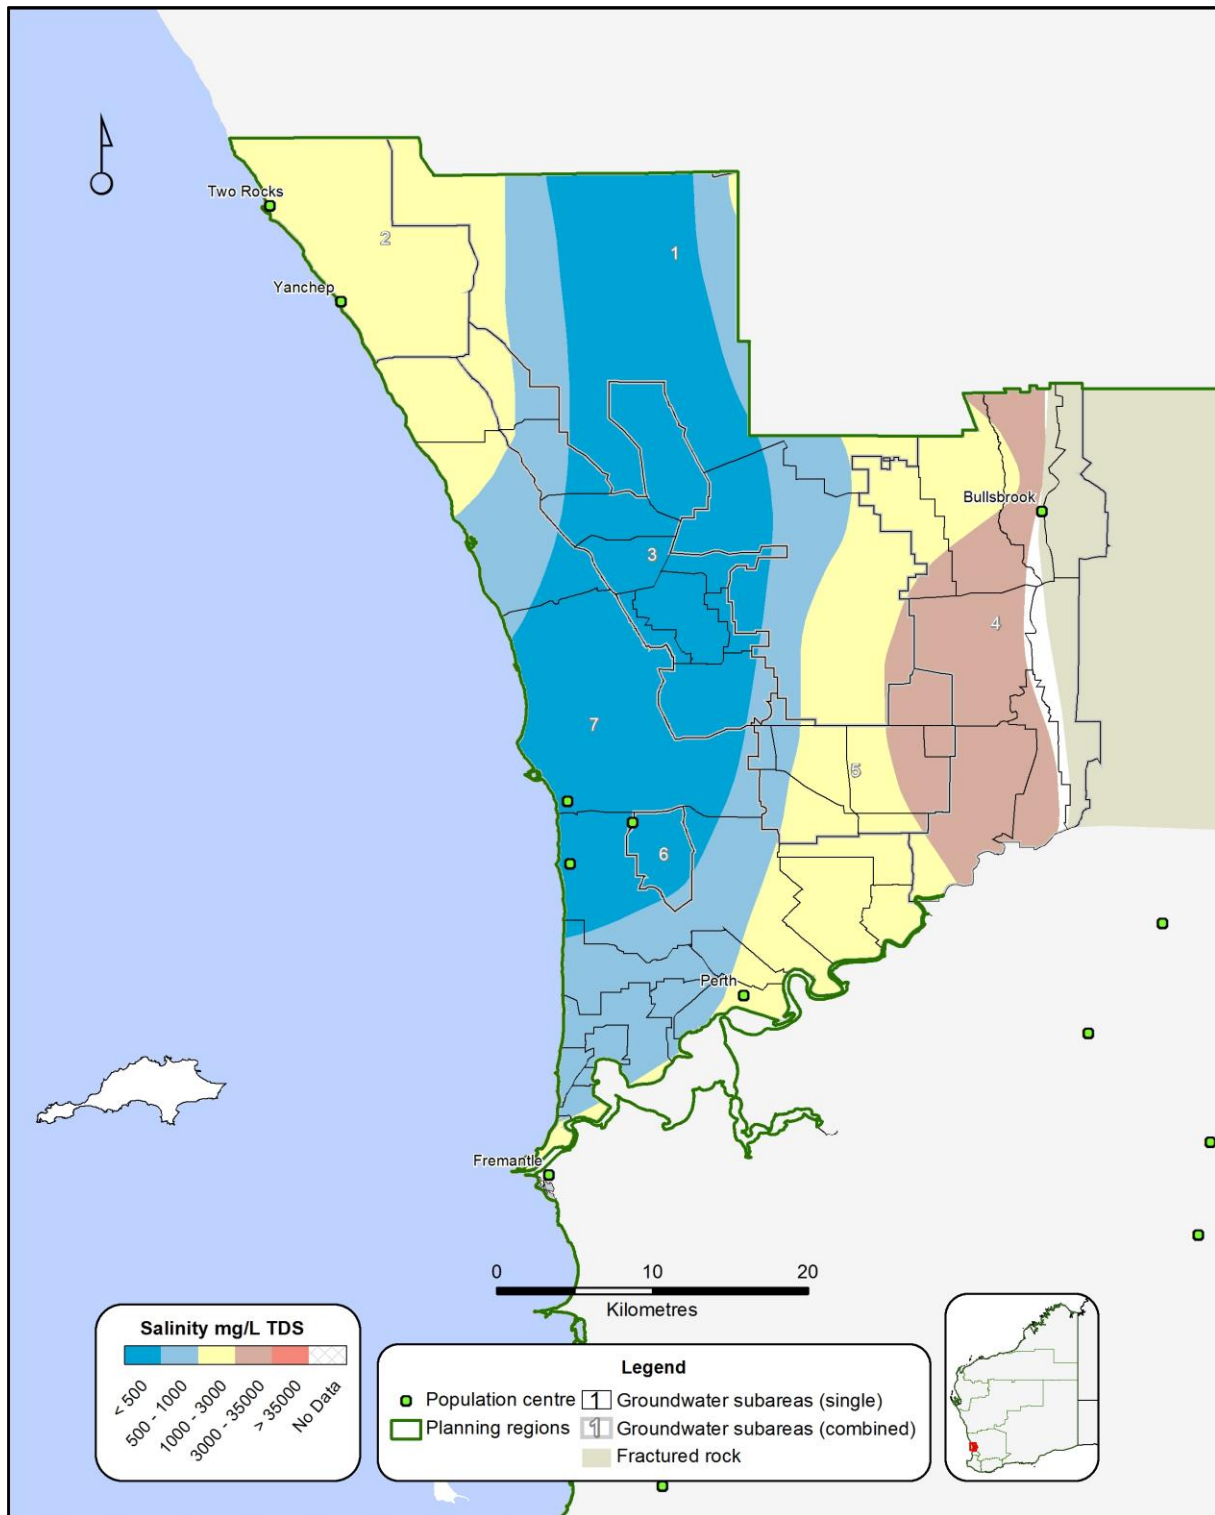 Two Rocks
2
1
Yanchep
Bullsbrook
3
4
7
5
6
Perth
Fremantle
0 10 20
Kilometres
Salinity mg/L TDS
< 500
500 - 1000
1000 - 3000
3000 - 35000
> 35000
No Data
Legend
Population centre
1 Groundwater subareas (single)
Planning regions
1 Groundwater subareas (combined)
Fractured rock